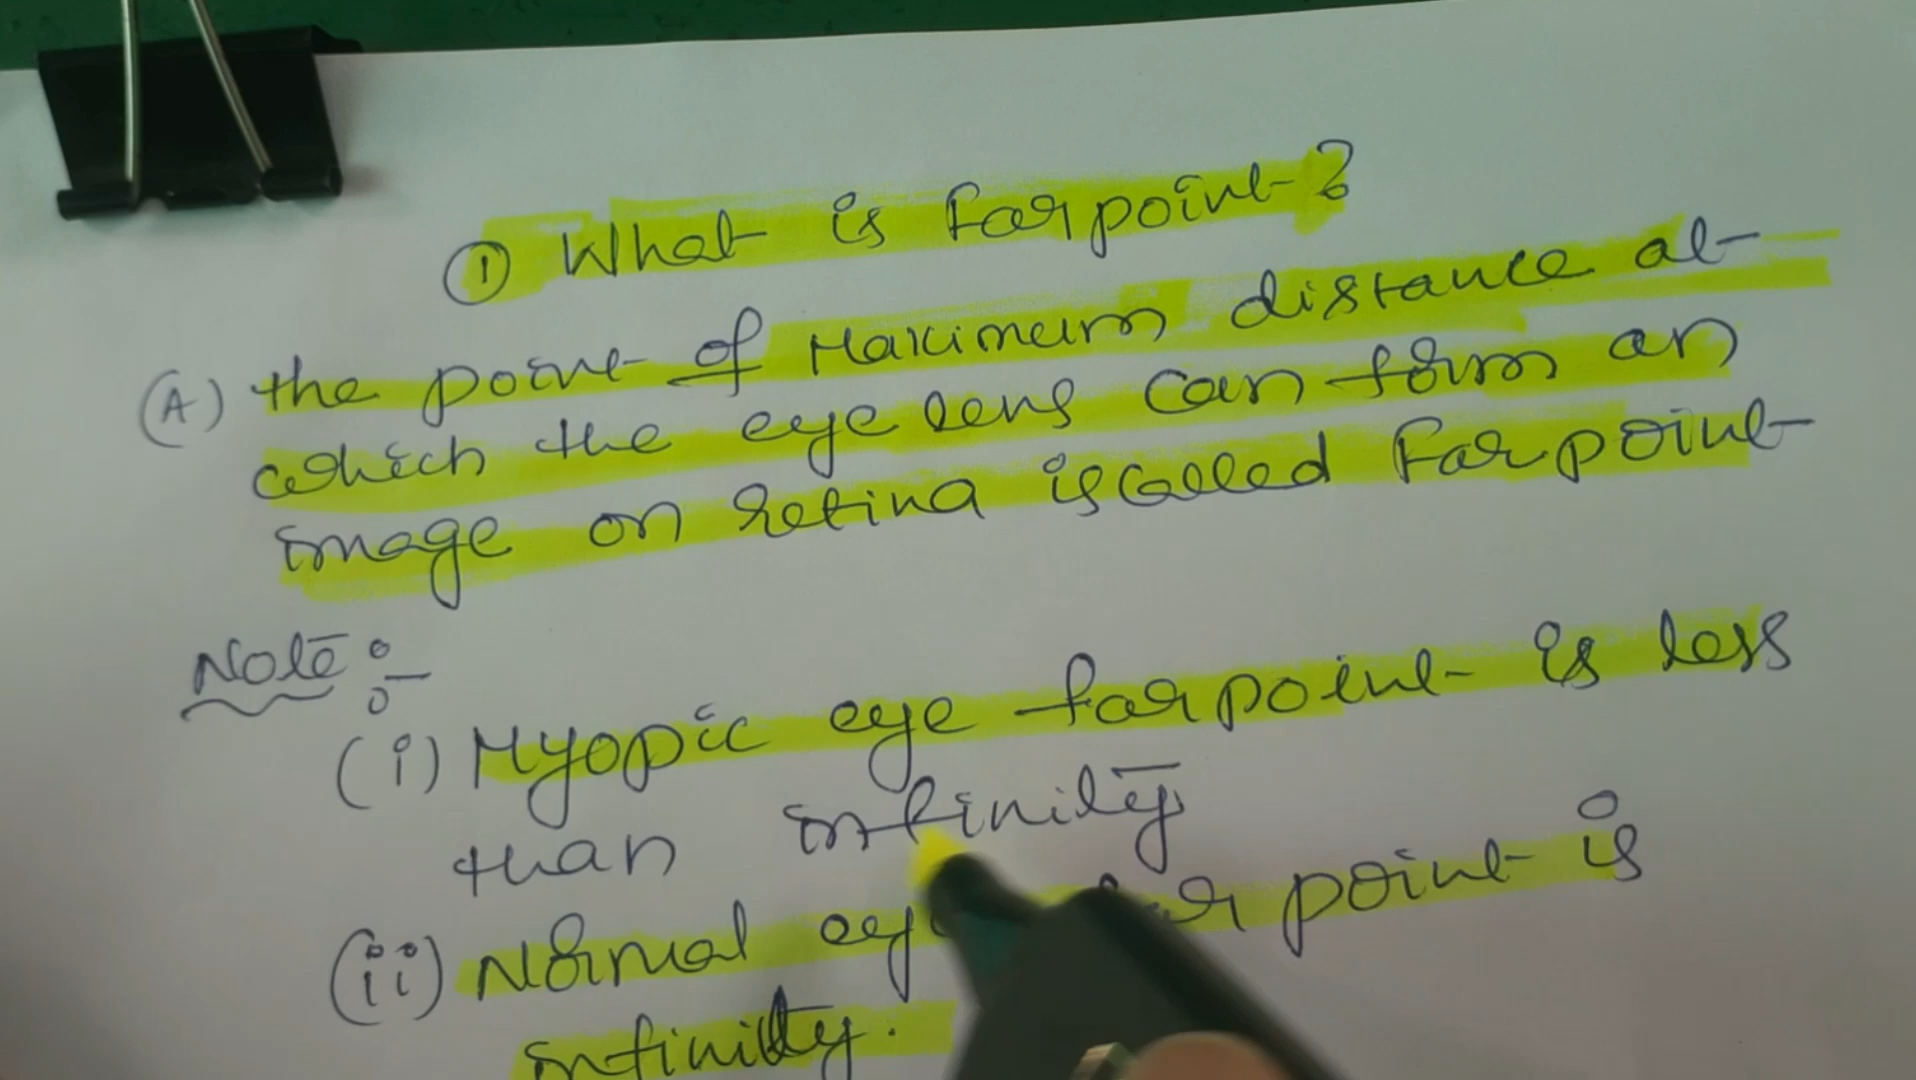 ① What is Far point?
(A) the point of Maximum distance at
which the eye lens can form an
image on retina is called Far point
Note :-
(i) Myopic eye far point is less
than infinity
(ii) Normal eye point is
infinity.